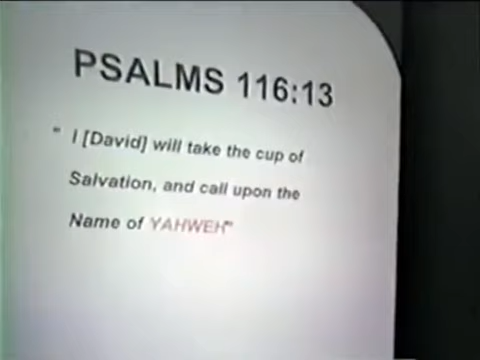 PSALMS 116:13
" I [David] will take the cup of
Salvation, and call upon the
Name of YAHWEH"